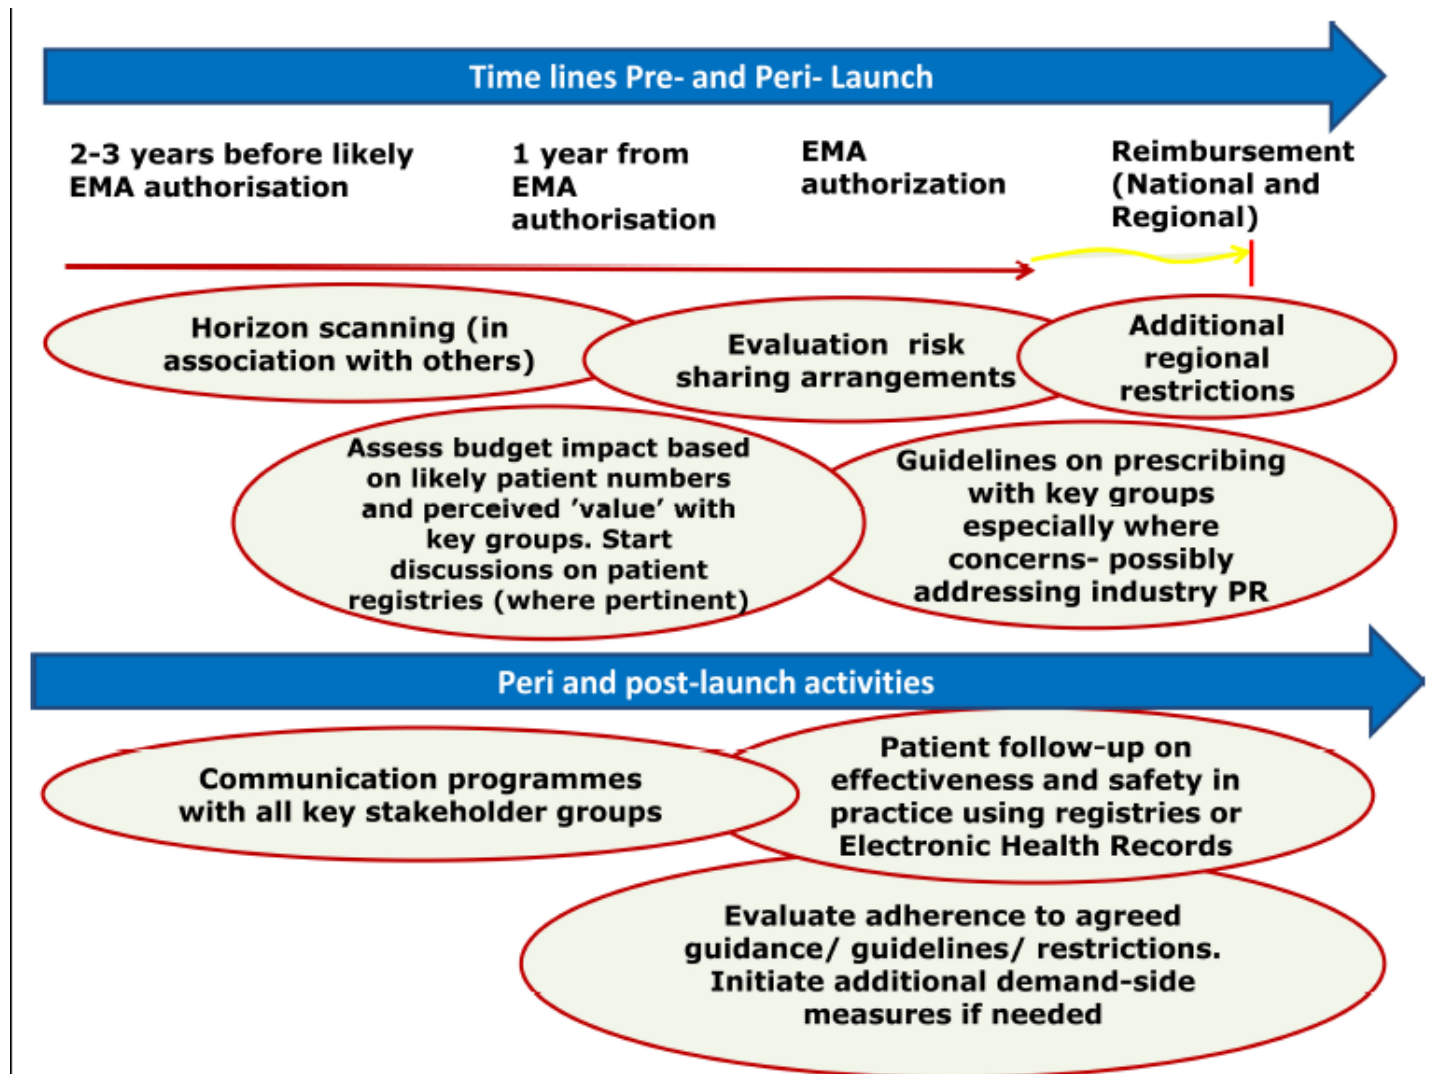 Time lines Pre- and Peri- Launch
2-3 years before likely
EMA authorisation
1 year from
EMA
authorisation
EMA
authorization
Reimbursement
(National and
Regional)
Horizon scanning (in
association with others)
Evaluation  risk
sharing arrangements
Additional
regional
restrictions
Assess budget impact based
on likely patient numbers
and perceived ’value’ with
key groups. Start
discussions on patient
registries (where pertinent)
Guidelines on prescribing
with key groups
especially where
concerns- possibly
addressing industry PR
Peri and post-launch activities
Communication programmes
with all key stakeholder groups
Patient follow-up on
effectiveness and safety in
practice using registries or
Electronic Health Records
Evaluate adherence to agreed
guidance/ guidelines/ restrictions.
Initiate additional demand-side
measures if needed